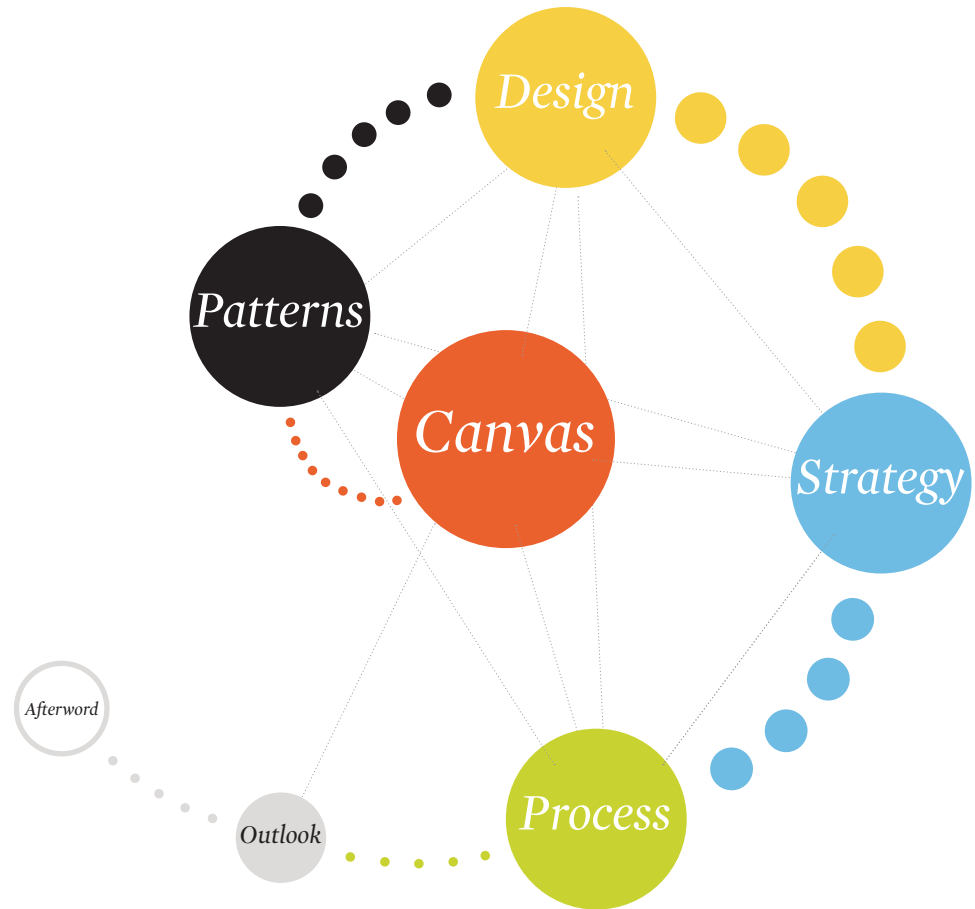 Design
Patterns
Canvas
Strategy
Afterword
Process
Outlook